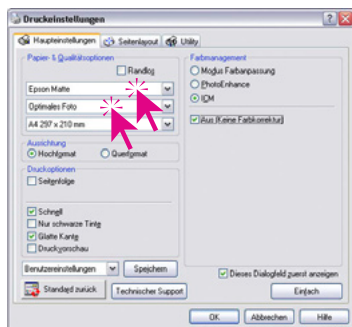 Druckeinstellungen
Haupteinstellungen
Seitenlayout
Utility
Papier- & Qualitätsoptionen
Randlos
Epson Matte
Optimales Foto
A4 297 x 210 mm
Ausrichtung
Hochformat
Querformat
Druckoptionen
Seitenfolge
Schnell
Nur schwarze Tinte
Glatte Kante
Druckvorschau
Benutzereinstellungen
Speichern
Standard zurück
Technischer Support
Farbmanagement
Modus Farbanpassung
PhotoEnhance
ICM
Aus (Keine Farbkorrektur)
Dieses Dialogfeld zuerst anzeigen
Einfach
OK
Abbrechen
Hilfe